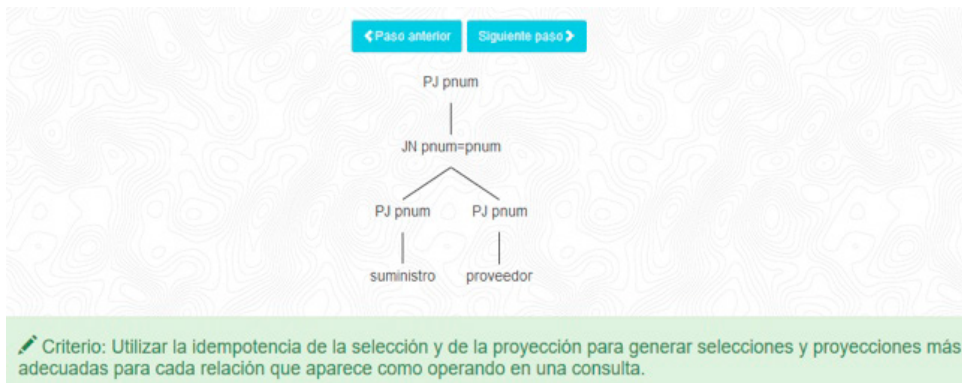 Paso anterior Siguiente paso
PJ pnum
JN pnum=pnum
PJ pnum PJ pnum
suministro proveedor
Criterio: Utilizar la idempotencia de la selección y de la proyección para generar selecciones y proyecciones más
adecuadas para cada relación que aparece como operando en una consulta.